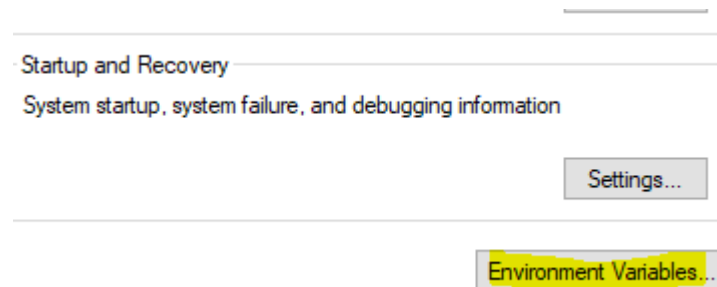 Startup and Recovery
System startup, system failure, and debugging information
Settings...
Environment Variables...